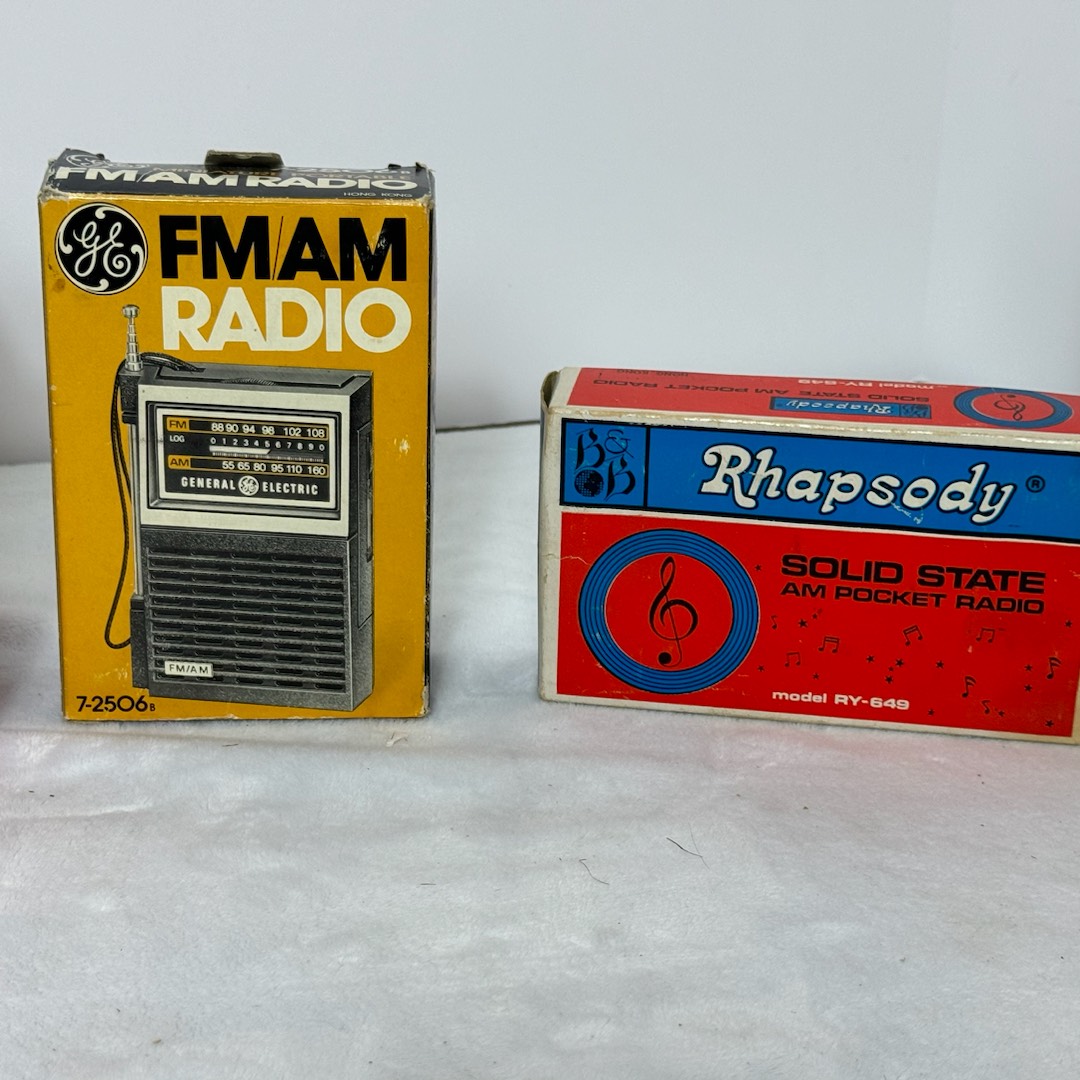 FM/AM RADIO
HONG KONG
GE
FM/AM
RADIO
FM 88 90 94 98 102 108
LOG 0 1 2 3 4 5 6 7 8 9 0
AM 55 65 80 95 110 160
GENERAL GE ELECTRIC
FM/AM
7-2506B
model RY-649
SOLID STATE AM POCKET RADIO
Rhapsody
B&B
Rhapsody®
SOLID STATE
AM POCKET RADIO
model RY-649